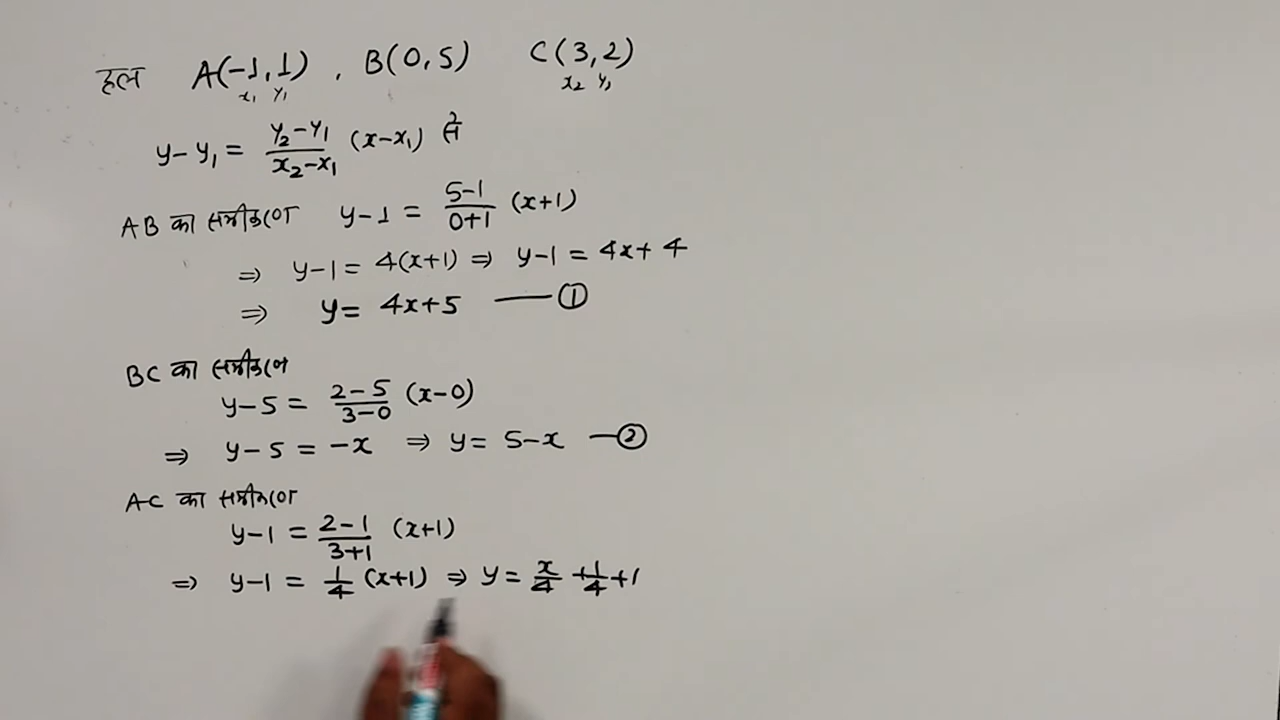 हल A(-1,1) , B(0,5) C(3,2)
x₁ y₁ x₂ y₂
y-y₁ = y₂-y₁/x₂-x₁ (x-x₁) से
AB का समीकरण y-1 = 5-1/0+1 (x+1)
⇒ y-1 = 4(x+1) ⇒ y-1 = 4x+4
⇒ y = 4x+5 —— ①
BC का समीकरण
y-5 = 2-5/3-0 (x-0)
⇒ y-5 = -x ⇒ y = 5-x —②
AC का समीकरण
y-1 = 2-1/3+1 (x+1)
⇒ y-1 = 1/4 (x+1) ⇒ y = x/4 + 1/4 + 1